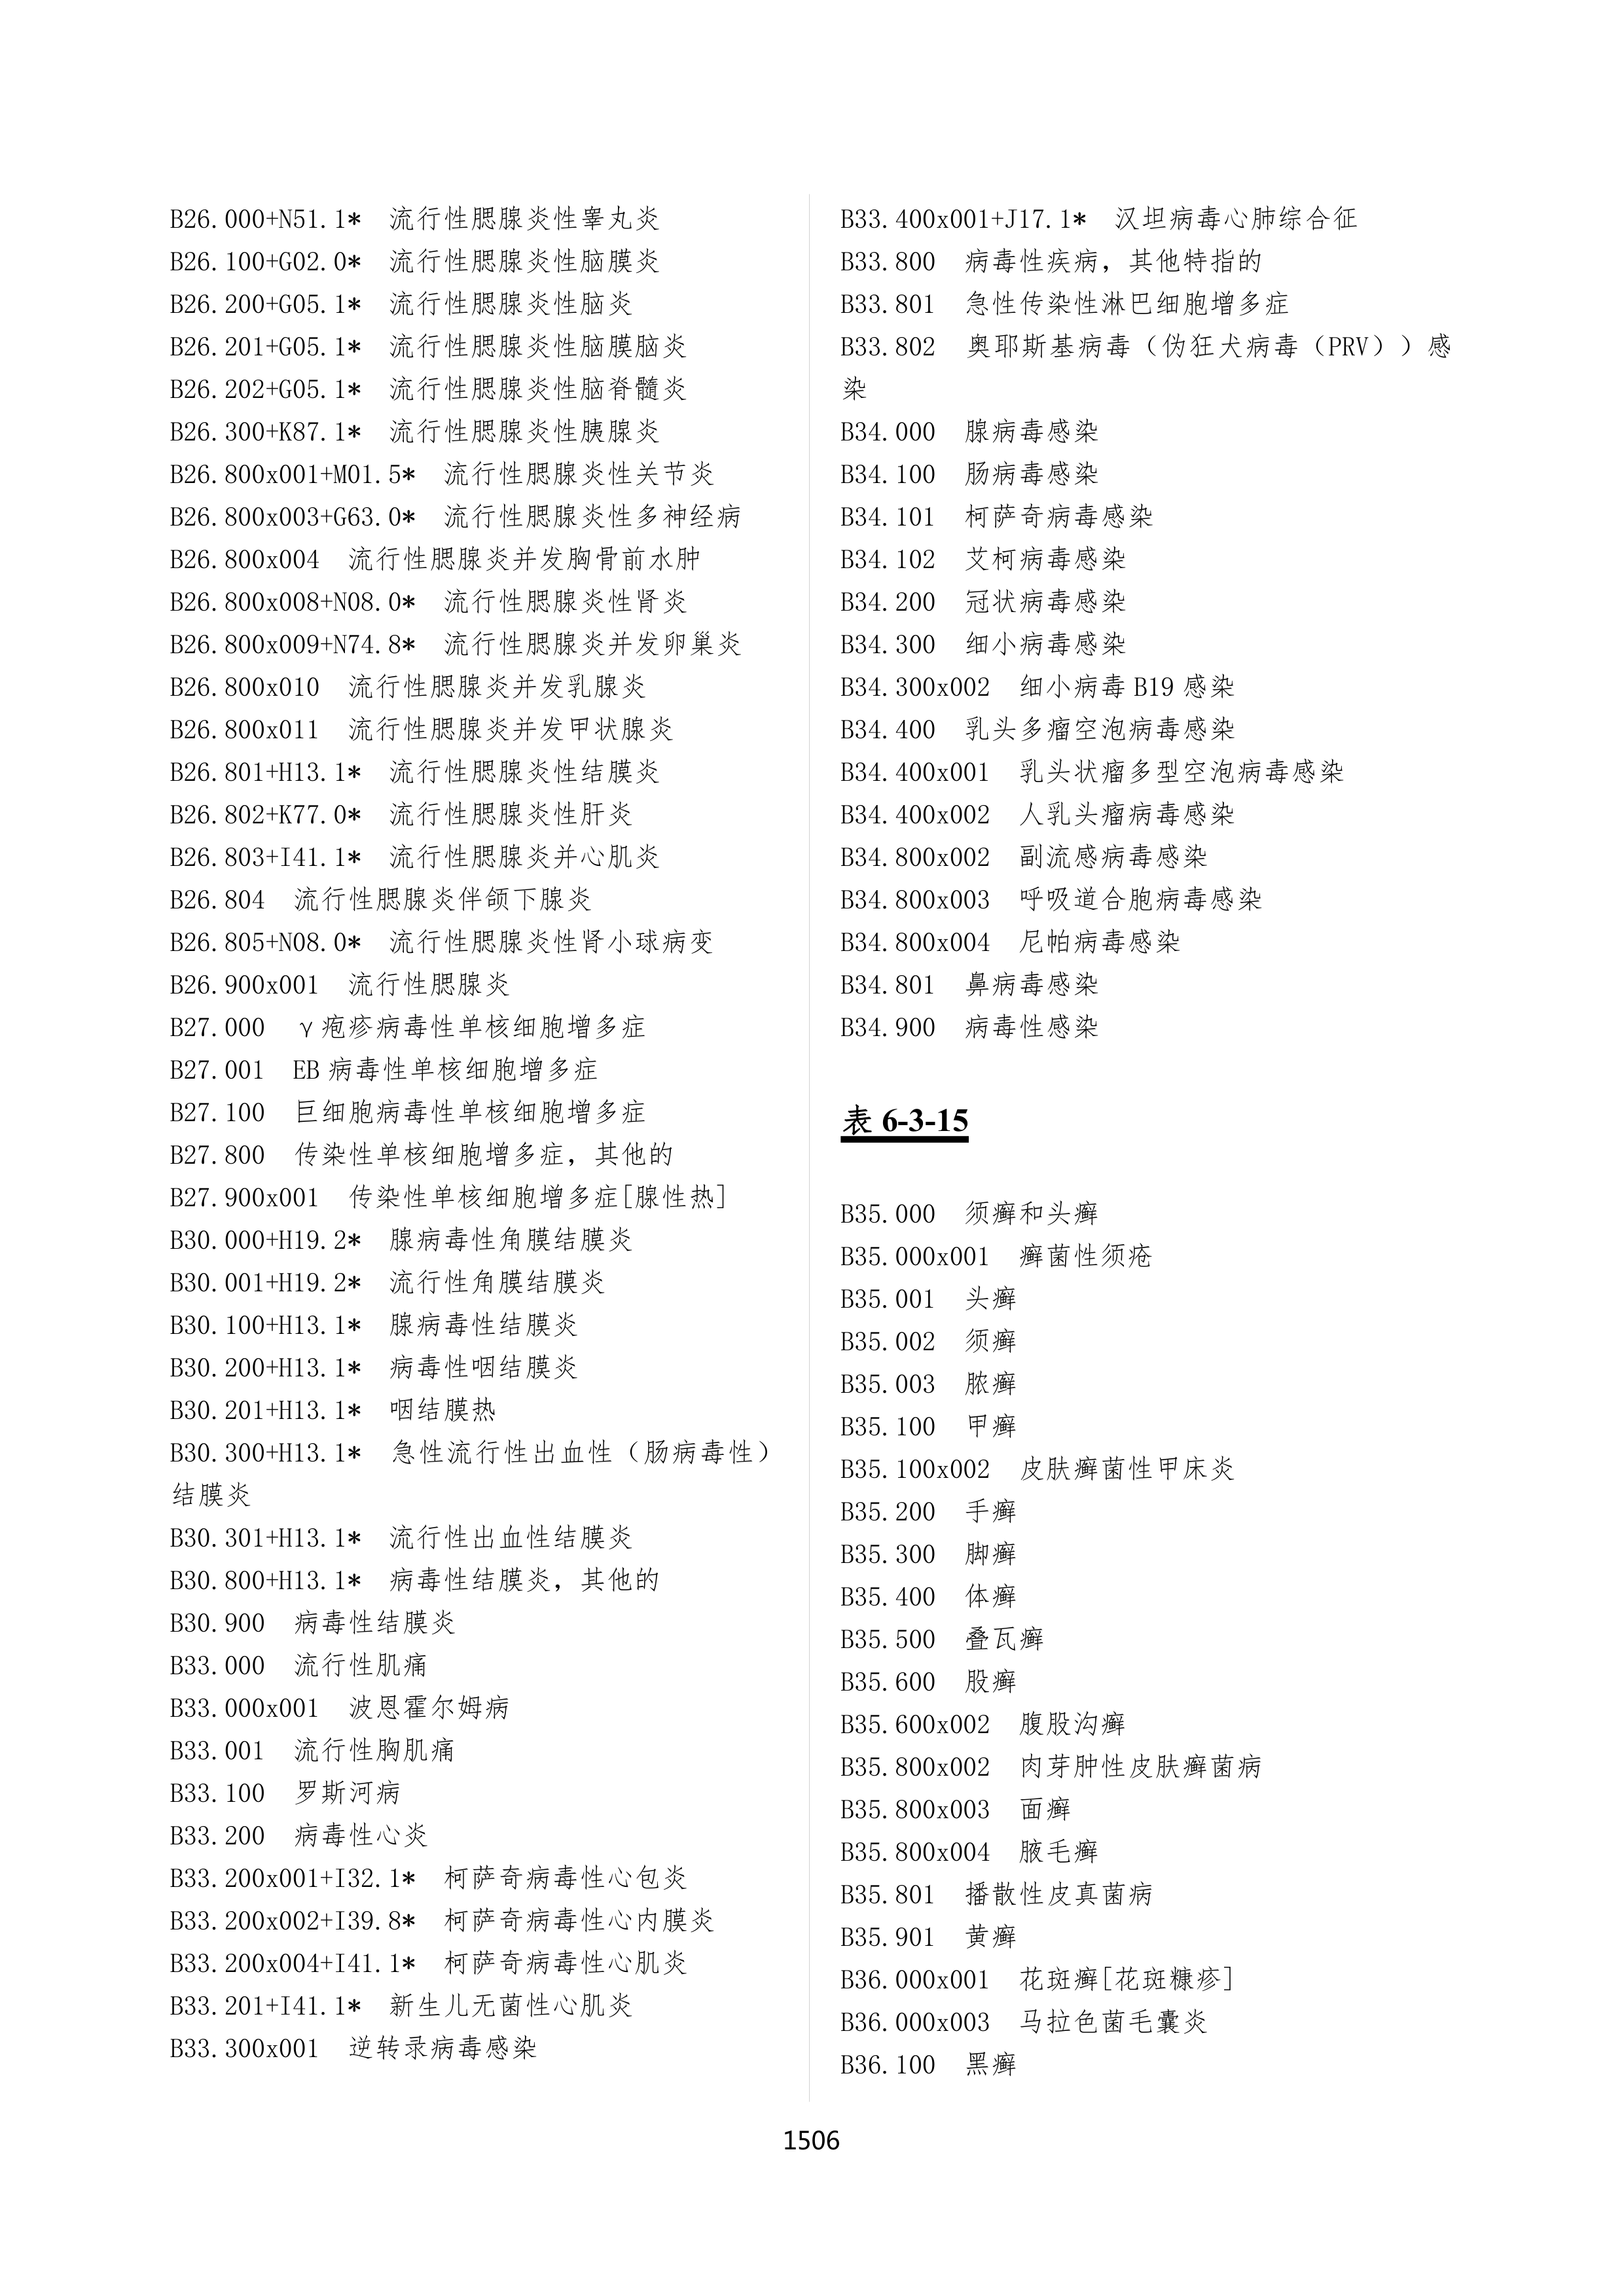 B26.000+N51.1* 流行性腮腺炎性睾丸炎
B26.100+G02.0* 流行性腮腺炎性脑膜炎
B26.200+G05.1* 流行性腮腺炎性脑炎
B26.201+G05.1* 流行性腮腺炎性脑膜脑炎
B26.202+G05.1* 流行性腮腺炎性脑脊髓炎
B26.300+K87.1* 流行性腮腺炎性胰腺炎
B26.800x001+M01.5* 流行性腮腺炎性关节炎
B26.800x003+G63.0* 流行性腮腺炎性多神经病
B26.800x004 流行性腮腺炎并发胸骨前水肿
B26.800x008+N08.0* 流行性腮腺炎性肾炎
B26.800x009+N74.8* 流行性腮腺炎并发卵巢炎
B26.800x010 流行性腮腺炎并发乳腺炎
B26.800x011 流行性腮腺炎并发甲状腺炎
B26.801+H13.1* 流行性腮腺炎性结膜炎
B26.802+K77.0* 流行性腮腺炎性肝炎
B26.803+I41.1* 流行性腮腺炎并心肌炎
B26.804 流行性腮腺炎伴颌下腺炎
B26.805+N08.0* 流行性腮腺炎性肾小球病变
B26.900x001 流行性腮腺炎
B27.000 γ疱疹病毒性单核细胞增多症
B27.001 EB 病毒性单核细胞增多症
B27.100 巨细胞病毒性单核细胞增多症
B27.800 传染性单核细胞增多症，其他的
B27.900x001 传染性单核细胞增多症[腺性热]
B30.000+H19.2* 腺病毒性角膜结膜炎
B30.001+H19.2* 流行性角膜结膜炎
B30.100+H13.1* 腺病毒性结膜炎
B30.200+H13.1* 病毒性咽结膜炎
B30.201+H13.1* 咽结膜热
B30.300+H13.1* 急性流行性出血性（肠病毒性）
结膜炎
B30.301+H13.1* 流行性出血性结膜炎
B30.800+H13.1* 病毒性结膜炎，其他的
B30.900 病毒性结膜炎
B33.000 流行性肌痛
B33.000x001 波恩霍尔姆病
B33.001 流行性胸肌痛
B33.100 罗斯河病
B33.200 病毒性心炎
B33.200x001+I32.1* 柯萨奇病毒性心包炎
B33.200x002+I39.8* 柯萨奇病毒性心内膜炎
B33.200x004+I41.1* 柯萨奇病毒性心肌炎
B33.201+I41.1* 新生儿无菌性心肌炎
B33.300x001 逆转录病毒感染
B33.400x001+J17.1* 汉坦病毒心肺综合征
B33.800 病毒性疾病，其他特指的
B33.801 急性传染性淋巴细胞增多症
B33.802 奥耶斯基病毒（伪狂犬病毒（PRV））感
染
B34.000 腺病毒感染
B34.100 肠病毒感染
B34.101 柯萨奇病毒感染
B34.102 艾柯病毒感染
B34.200 冠状病毒感染
B34.300 细小病毒感染
B34.300x002 细小病毒 B19 感染
B34.400 乳头多瘤空泡病毒感染
B34.400x001 乳头状瘤多型空泡病毒感染
B34.400x002 人乳头瘤病毒感染
B34.800x002 副流感病毒感染
B34.800x003 呼吸道合胞病毒感染
B34.800x004 尼帕病毒感染
B34.801 鼻病毒感染
B34.900 病毒性感染
表 6-3-15
B35.000 须癣和头癣
B35.000x001 癣菌性须疮
B35.001 头癣
B35.002 须癣
B35.003 脓癣
B35.100 甲癣
B35.100x002 皮肤癣菌性甲床炎
B35.200 手癣
B35.300 脚癣
B35.400 体癣
B35.500 叠瓦癣
B35.600 股癣
B35.600x002 腹股沟癣
B35.800x002 肉芽肿性皮肤癣菌病
B35.800x003 面癣
B35.800x004 腋毛癣
B35.801 播散性皮真菌病
B35.901 黄癣
B36.000x001 花斑癣[花斑糠疹]
B36.000x003 马拉色菌毛囊炎
B36.100 黑癣
1506